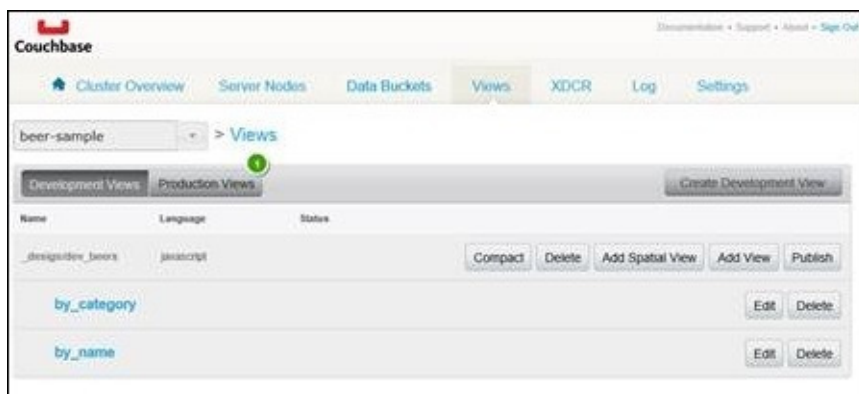 Couchbase
Documentation • Support • About • Sign Out
Cluster Overview Server Nodes Data Buckets Views XDCR Log Settings
beer-sample > Views
1
Development Views Production Views Create Development View
Name Language Status
_design/dev_beers javascript Compact Delete Add Spatial View Add View Publish
by_category Edit Delete
by_name Edit Delete